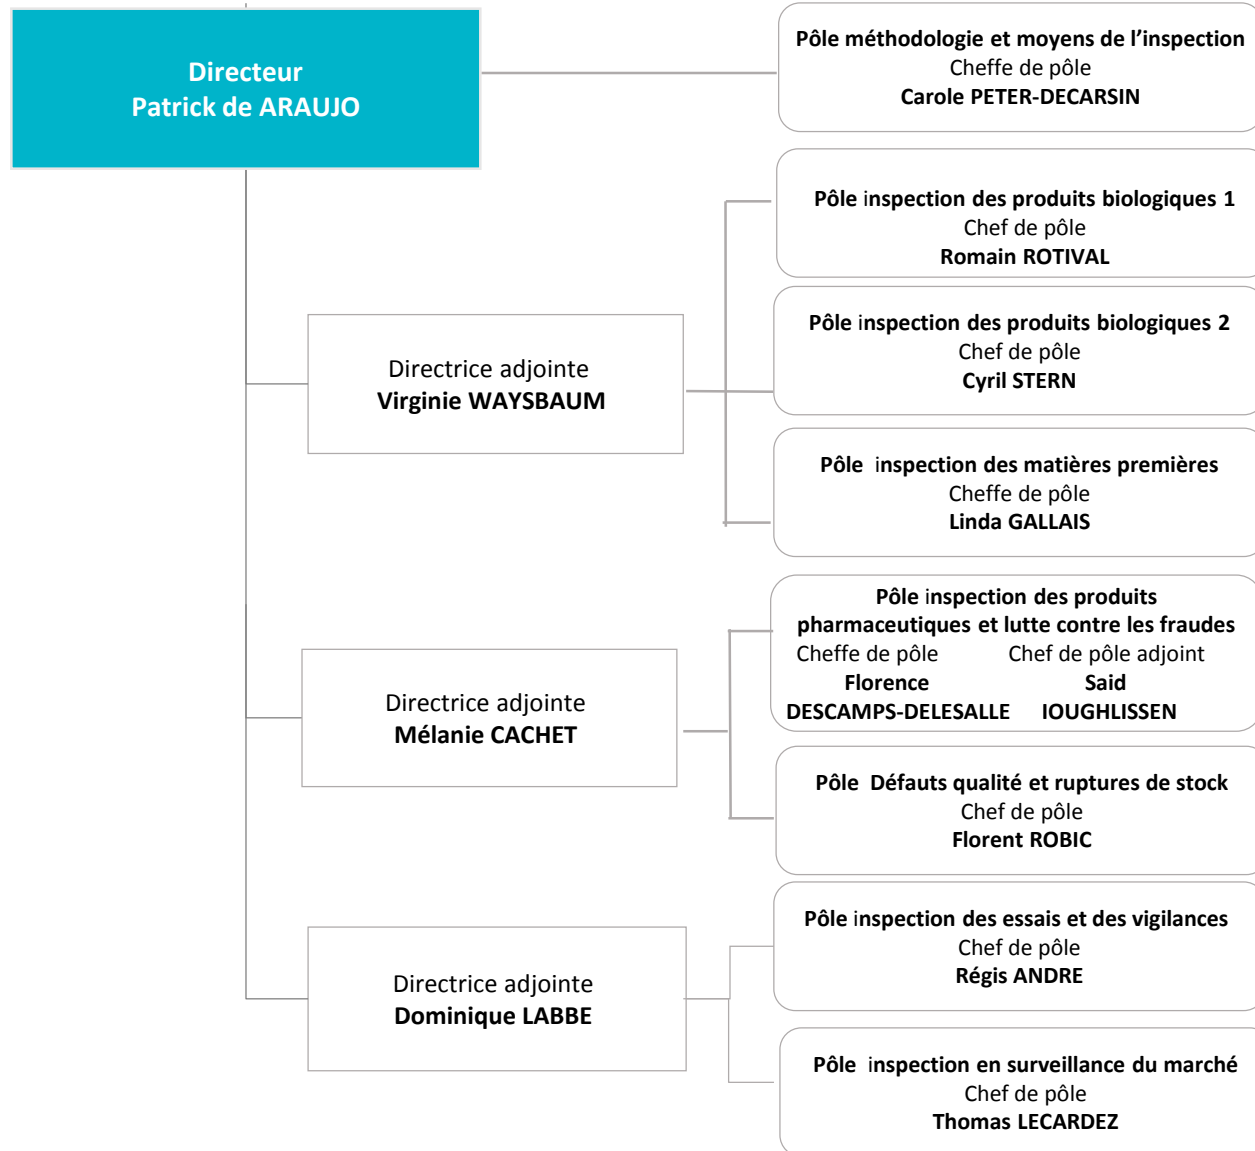 Directeur
Patrick de ARAUJO
Pôle méthodologie et moyens de l’inspection
Cheffe de pôle
Carole PETER-DECARSIN
Pôle inspection des produits biologiques 1
Chef de pôle
Romain ROTIVAL
Directrice adjointe
Virginie WAYSBAUM
Pôle inspection des produits biologiques 2
Chef de pôle
Cyril STERN
Pôle inspection des matières premières
Cheffe de pôle
Linda GALLAIS
Directrice adjointe
Mélanie CACHET
Pôle inspection des produits
pharmaceutiques et lutte contre les fraudes
Cheffe de pôle Chef de pôle adjoint
Florence Said
DESCAMPS-DELESALLE IOUGHLISSEN
Pôle Défauts qualité et ruptures de stock
Chef de pôle
Florent ROBIC
Directrice adjointe
Dominique LABBE
Pôle inspection des essais et des vigilances
Chef de pôle
Régis ANDRE
Pôle inspection en surveillance du marché
Chef de pôle
Thomas LECARDEZ